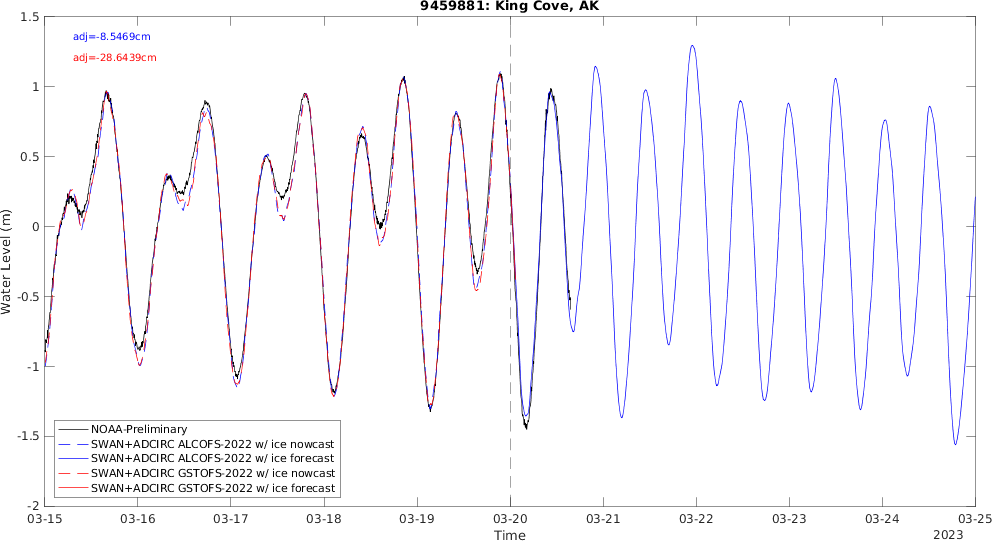 9459881: King Cove, AK
adj=-8.5469cm
adj=-28.6439cm
Water Level (m)
1.5
1
0.5
0
-0.5
-1
-1.5
-2
NOAA-Preliminary
SWAN+ADCIRC ALCOFS-2022 w/ ice nowcast
SWAN+ADCIRC ALCOFS-2022 w/ ice forecast
SWAN+ADCIRC GSTOFS-2022 w/ ice nowcast
SWAN+ADCIRC GSTOFS-2022 w/ ice forecast
03-15 03-16 03-17 03-18 03-19 03-20 03-21 03-22 03-23 03-24 03-25
Time
2023